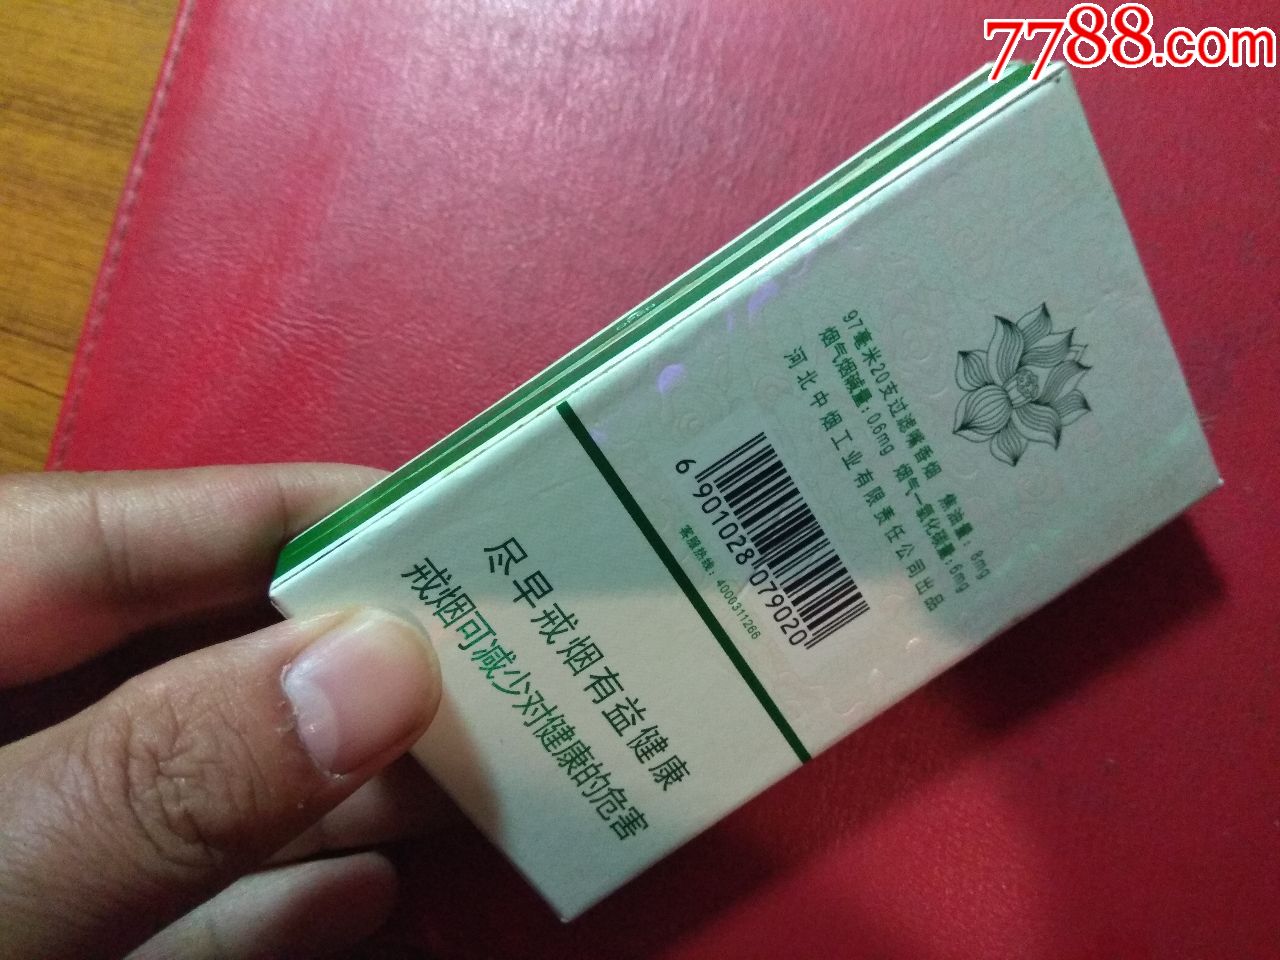 7788.com
OPEN
97毫米20支过滤嘴香烟 焦油量：8mg
烟气烟碱量：0.6mg 烟气一氧化碳量：6mg
河北中烟工业有限责任公司出品
6 901028 079020
客服热线：4000311266
尽早戒烟有益健康
戒烟可减少对健康的危害